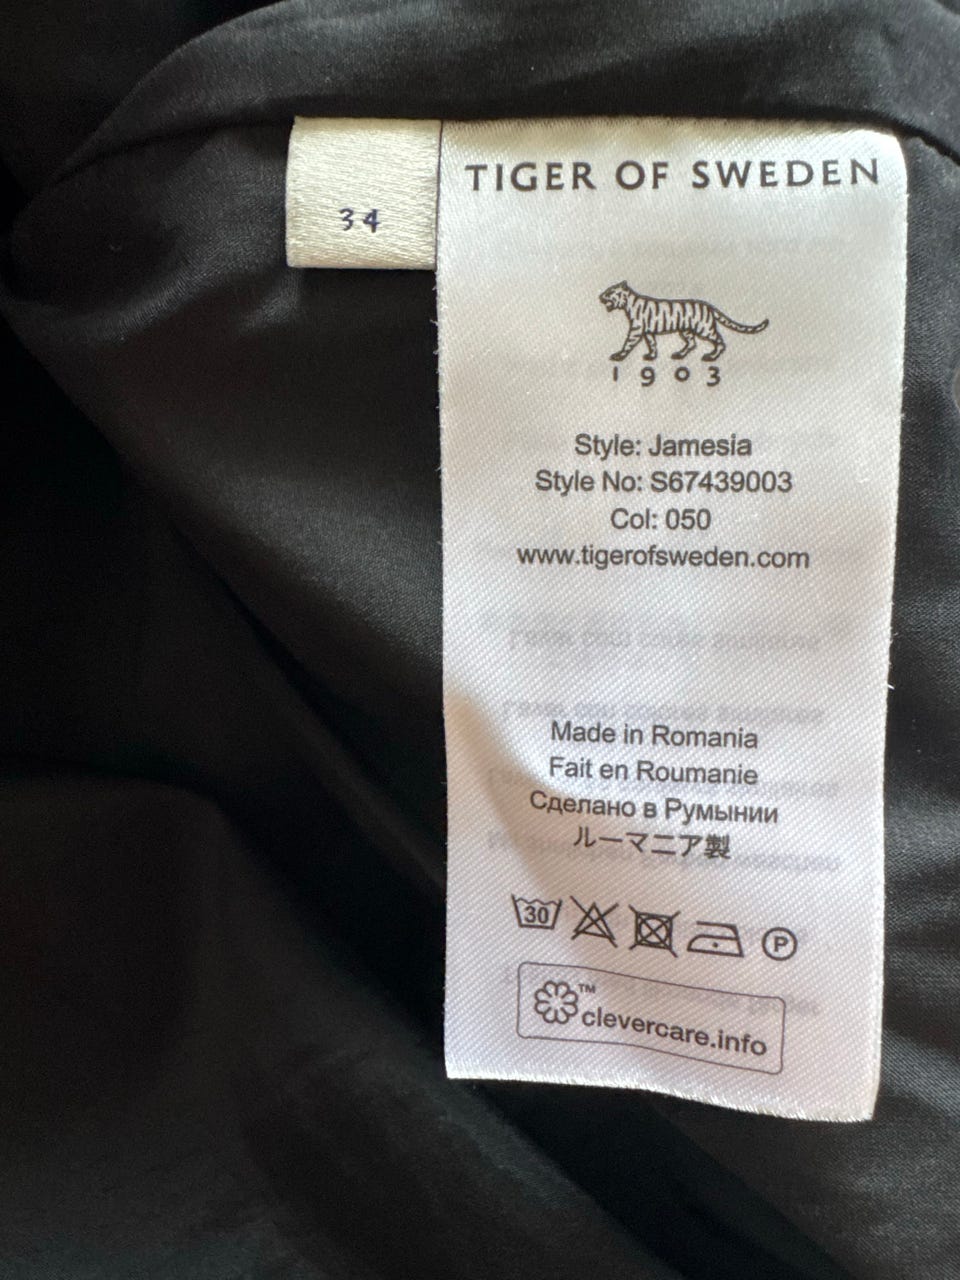 34
TIGER OF SWEDEN
1903
Style: Jamesia
Style No: S67439003
Col: 050
www.tigerofsweden.com
Made in Romania
Fait en Roumanie
Сделано в Румынии
ルーマニア製
30 P
™
clevercare.info